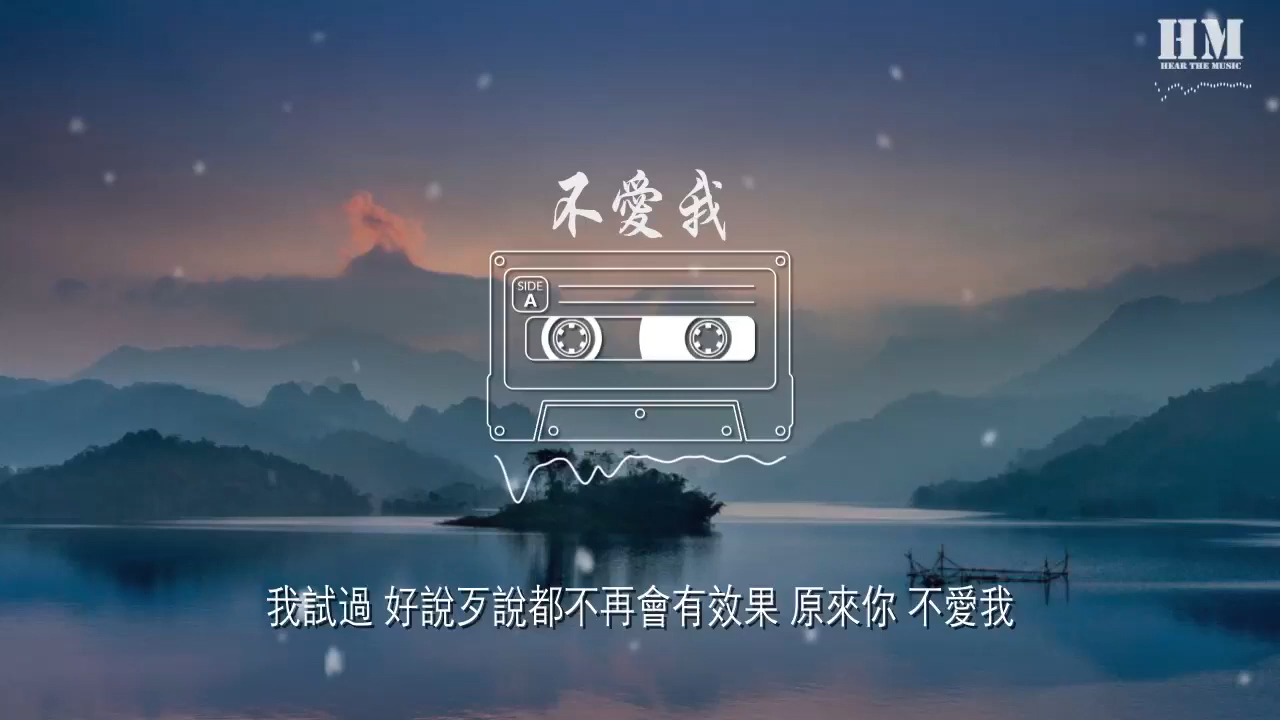 HM
HEAR THE MUSIC
不愛我
SIDE
A
我試過 好說歹說都不再會有效果 原來你 不愛我